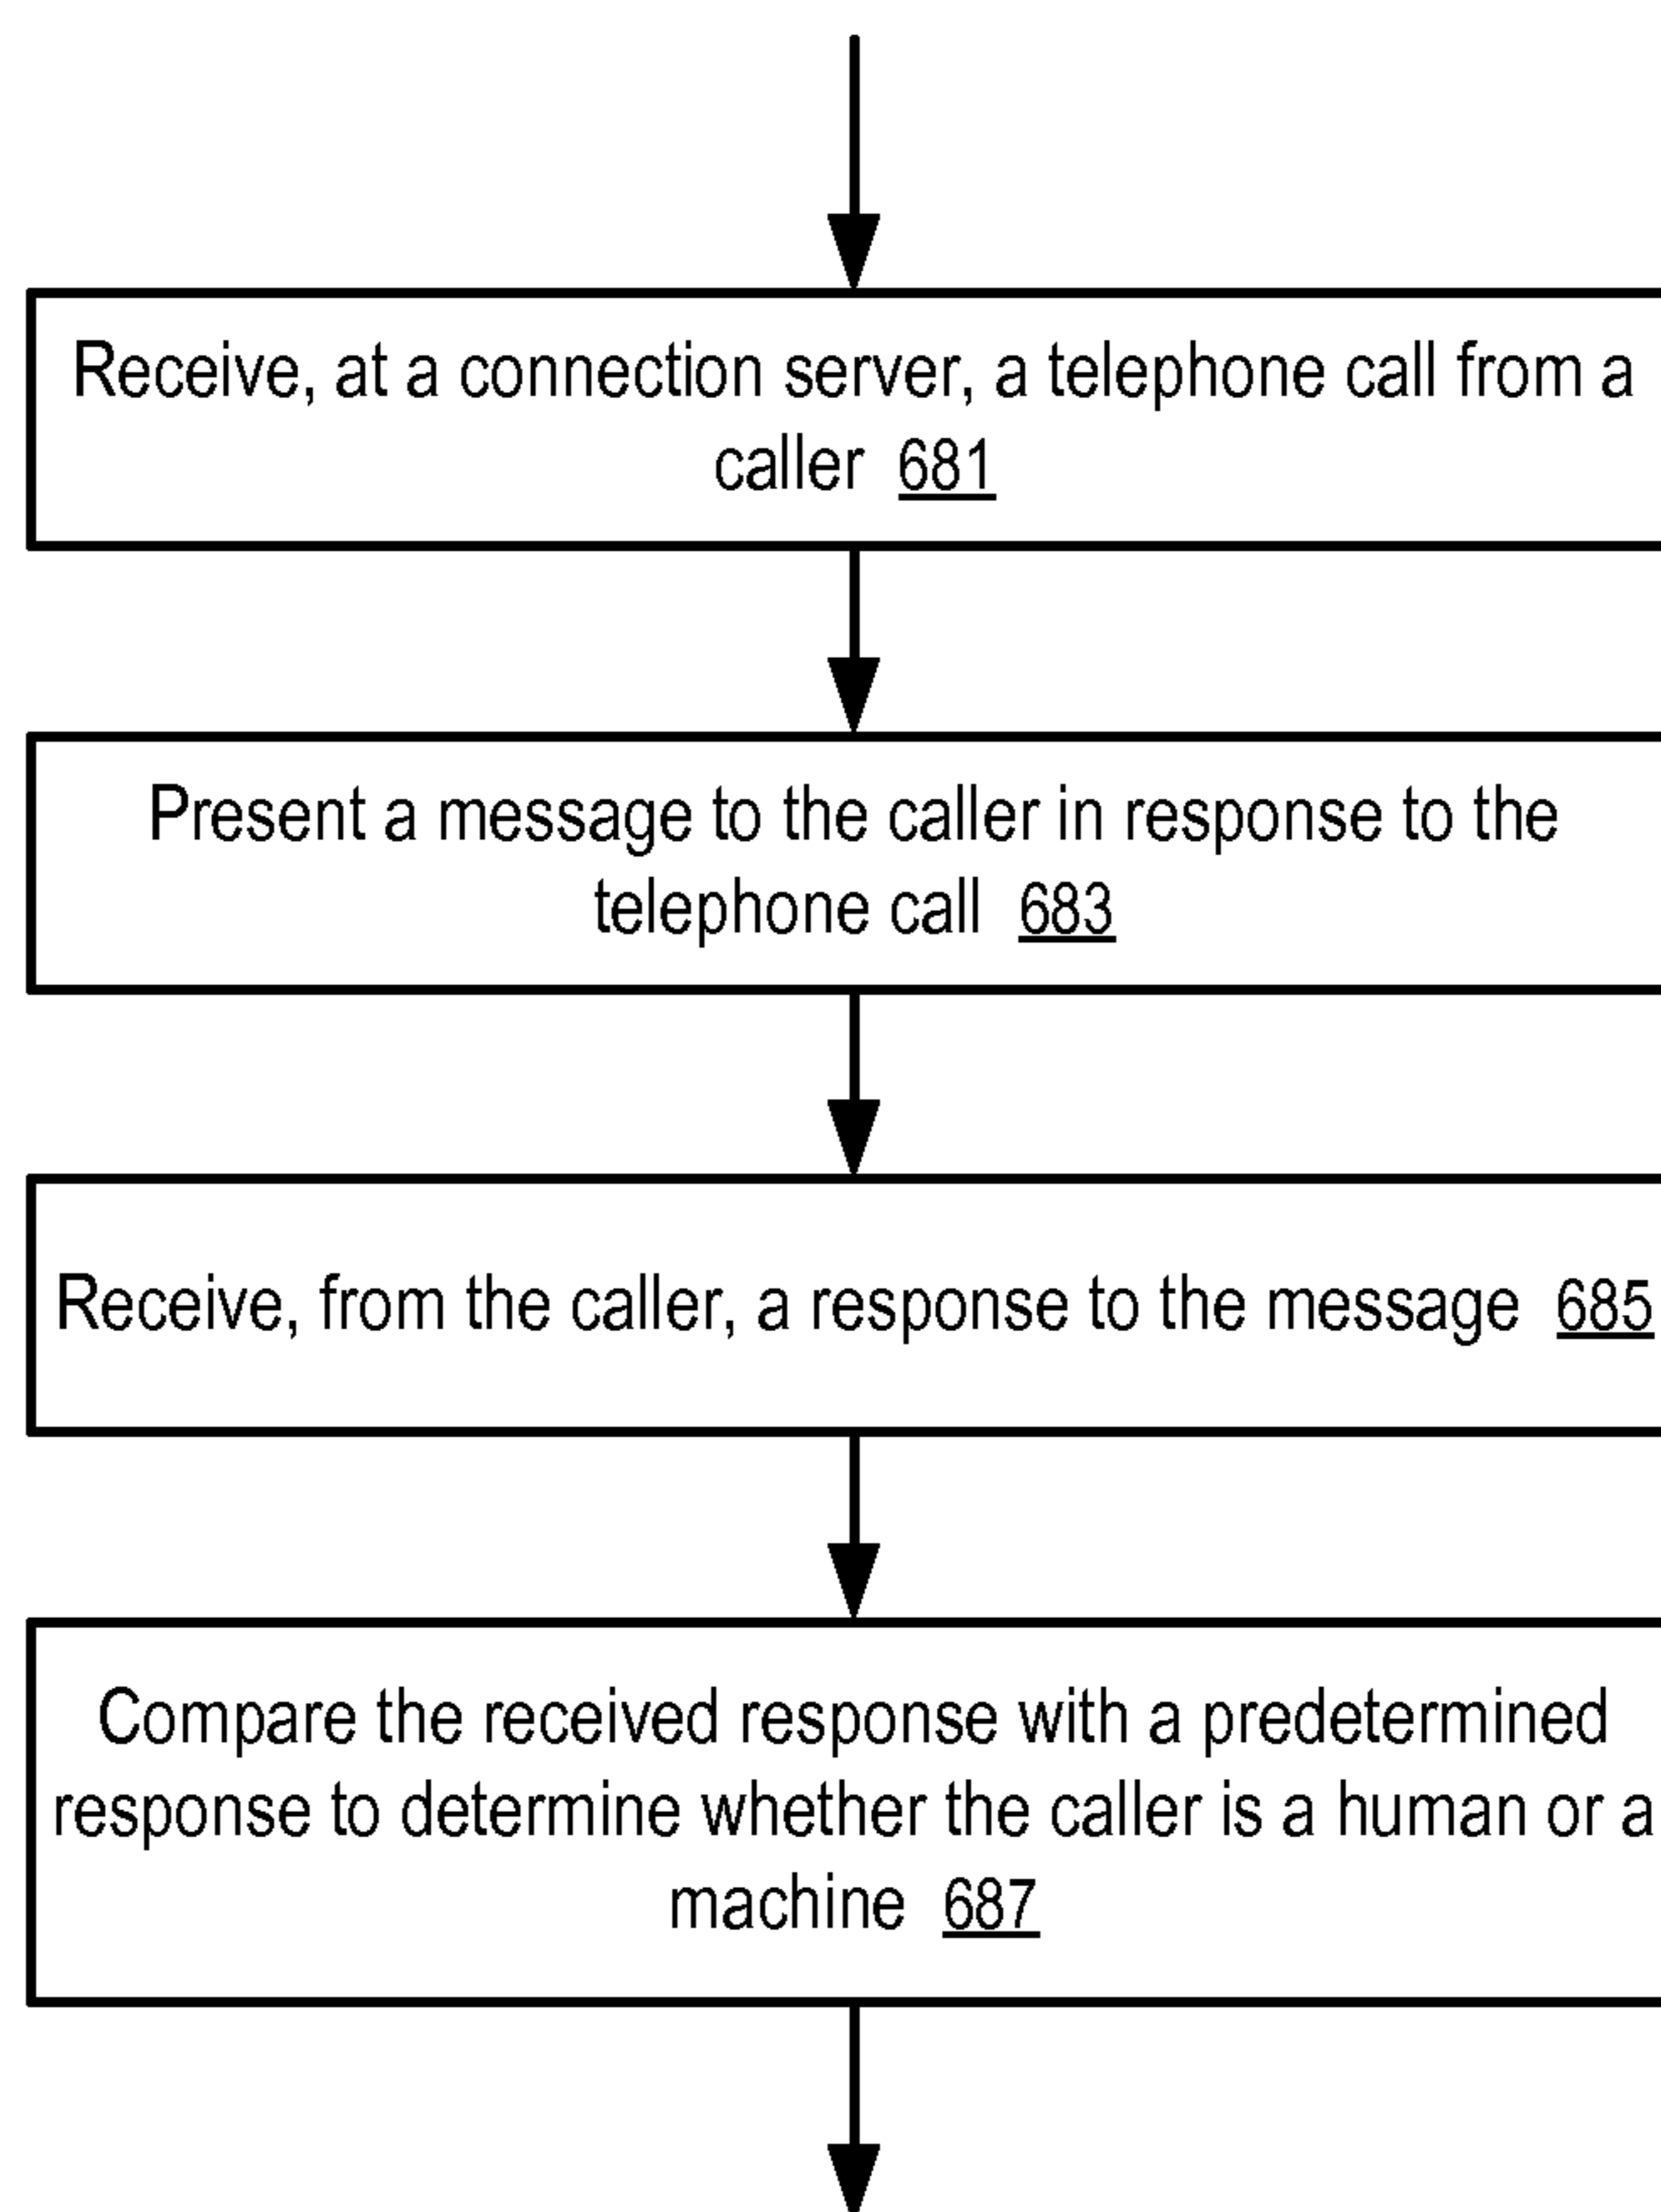 Receive, at a connection server, a telephone call from a
caller 681
Present a message to the caller in response to the
telephone call 683
Receive, from the caller, a response to the message 685
Compare the received response with a predetermined
response to determine whether the caller is a human or a
machine 687